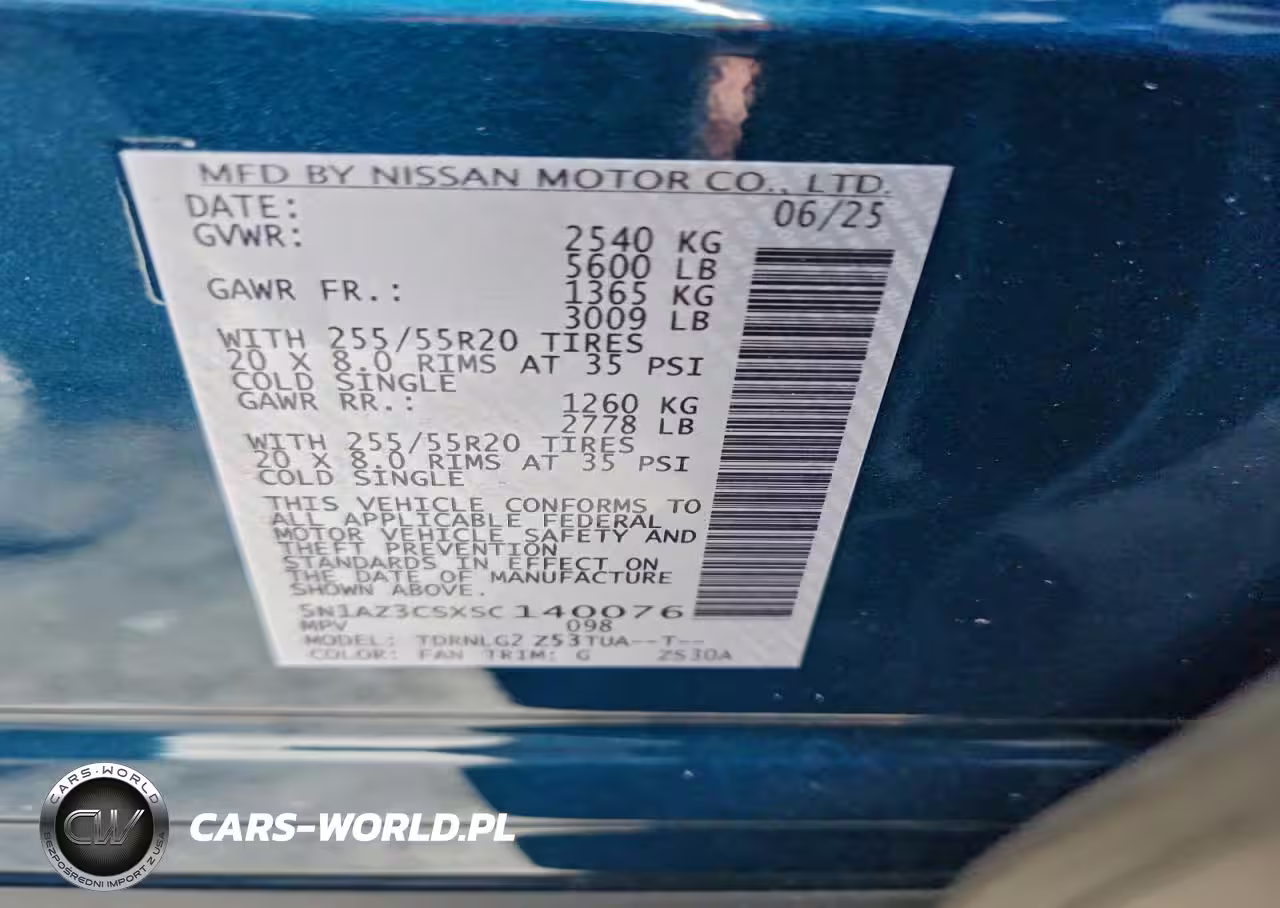 MFD BY NISSAN MOTOR CO., LTD.
DATE: 06/25
GVWR: 2540 KG
5600 LB
GAWR FR.: 1365 KG
3009 LB
WITH 255/55R20 TIRES
20 X 8.0 RIMS AT 35 PSI
COLD SINGLE
GAWR RR.: 1260 KG
2778 LB
WITH 255/55R20 TIRES
20 X 8.0 RIMS AT 35 PSI
COLD SINGLE
THIS VEHICLE CONFORMS TO
ALL APPLICABLE FEDERAL
MOTOR VEHICLE SAFETY AND
THEFT PREVENTION
STANDARDS IN EFFECT ON
THE DATE OF MANUFACTURE
SHOWN ABOVE.
5N1AZ3CSXSC140076
MPV 098
MODEL: TDRNLG2 Z53TUA--T--
COLOR: FAN TRIM: G ZS30A
CARS-WORLD
CW
BEZPOŚREDNI IMPORT Z USA
CARS-WORLD.PL